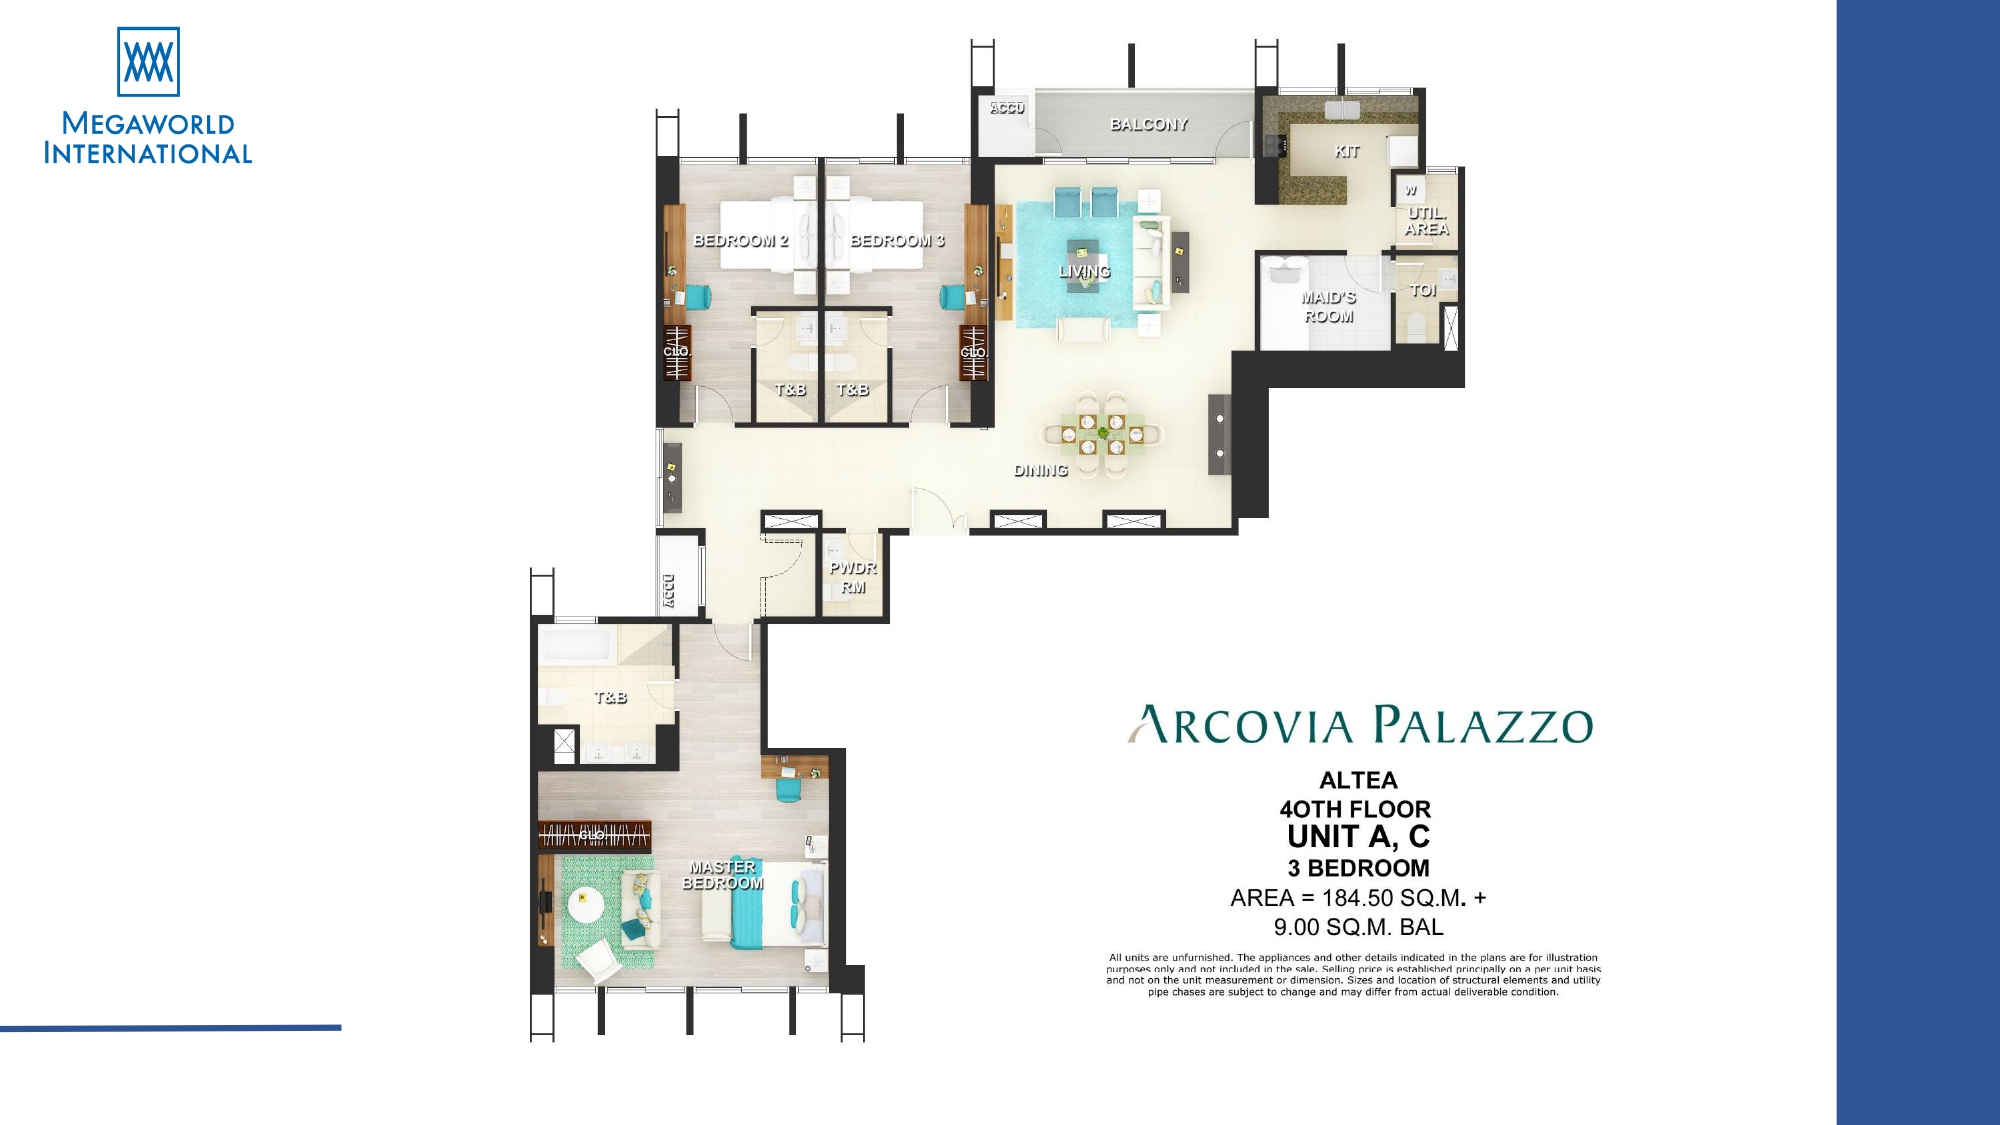 MEGAWORLD
INTERNATIONAL
ACCU
BALCONY
KIT
W
UTIL.
AREA
BEDROOM 2
BEDROOM 3
LIVING
MAID'S
ROOM
TOI
CLO.
CLO.
T&B
T&B
DINING
PWDR
RM
ACCU
T&B
CLO.
MASTER
BEDROOM
ARCOVIA PALAZZO
ALTEA
4OTH FLOOR
UNIT A, C
3 BEDROOM
AREA = 184.50 SQ.M. +
9.00 SQ.M. BAL
All units are unfurnished. The appliances and other details indicated in the plans are for illustration
purposes only and not included in the sale. Selling price is established principally on a per unit basis
and not on the unit measurement or dimension. Sizes and location of structural elements and utility
pipe chases are subject to change and may differ from actual deliverable condition.